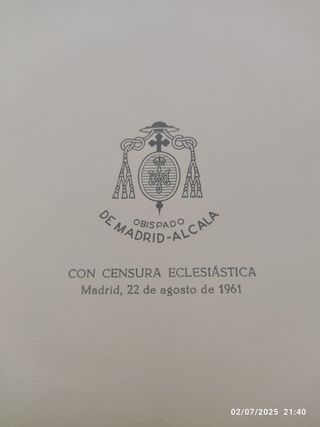 OBISPADO
DE MADRID-ALCALA
CON CENSURA ECLESIÁSTICA
Madrid, 22 de agosto de 1961
02/07/2025 21:40